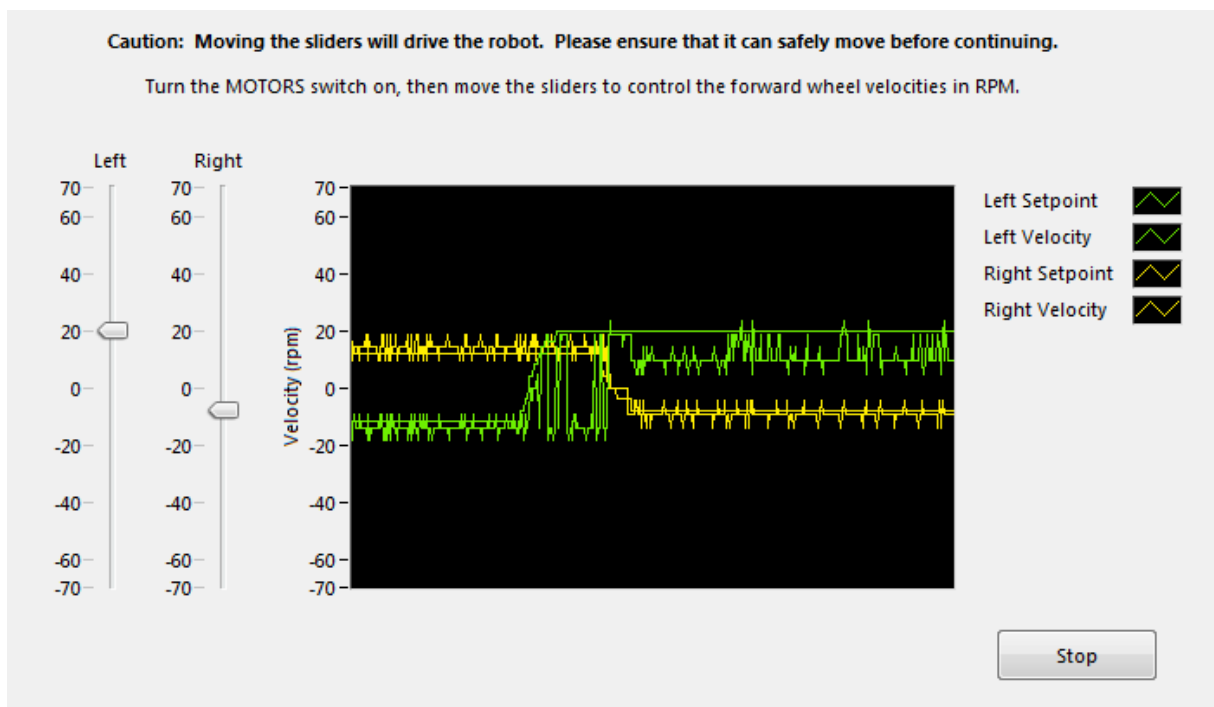 Caution: Moving the sliders will drive the robot. Please ensure that it can safely move before continuing.
Turn the MOTORS switch on, then move the sliders to control the forward wheel velocities in RPM.
Left
70
60
40
20
0
-20
-40
-60
-70
Right
70
60
40
20
0
-20
-40
-60
-70
Velocity (rpm)
70
60
40
20
0
-20
-40
-60
-70
Left Setpoint
Left Velocity
Right Setpoint
Right Velocity
Stop